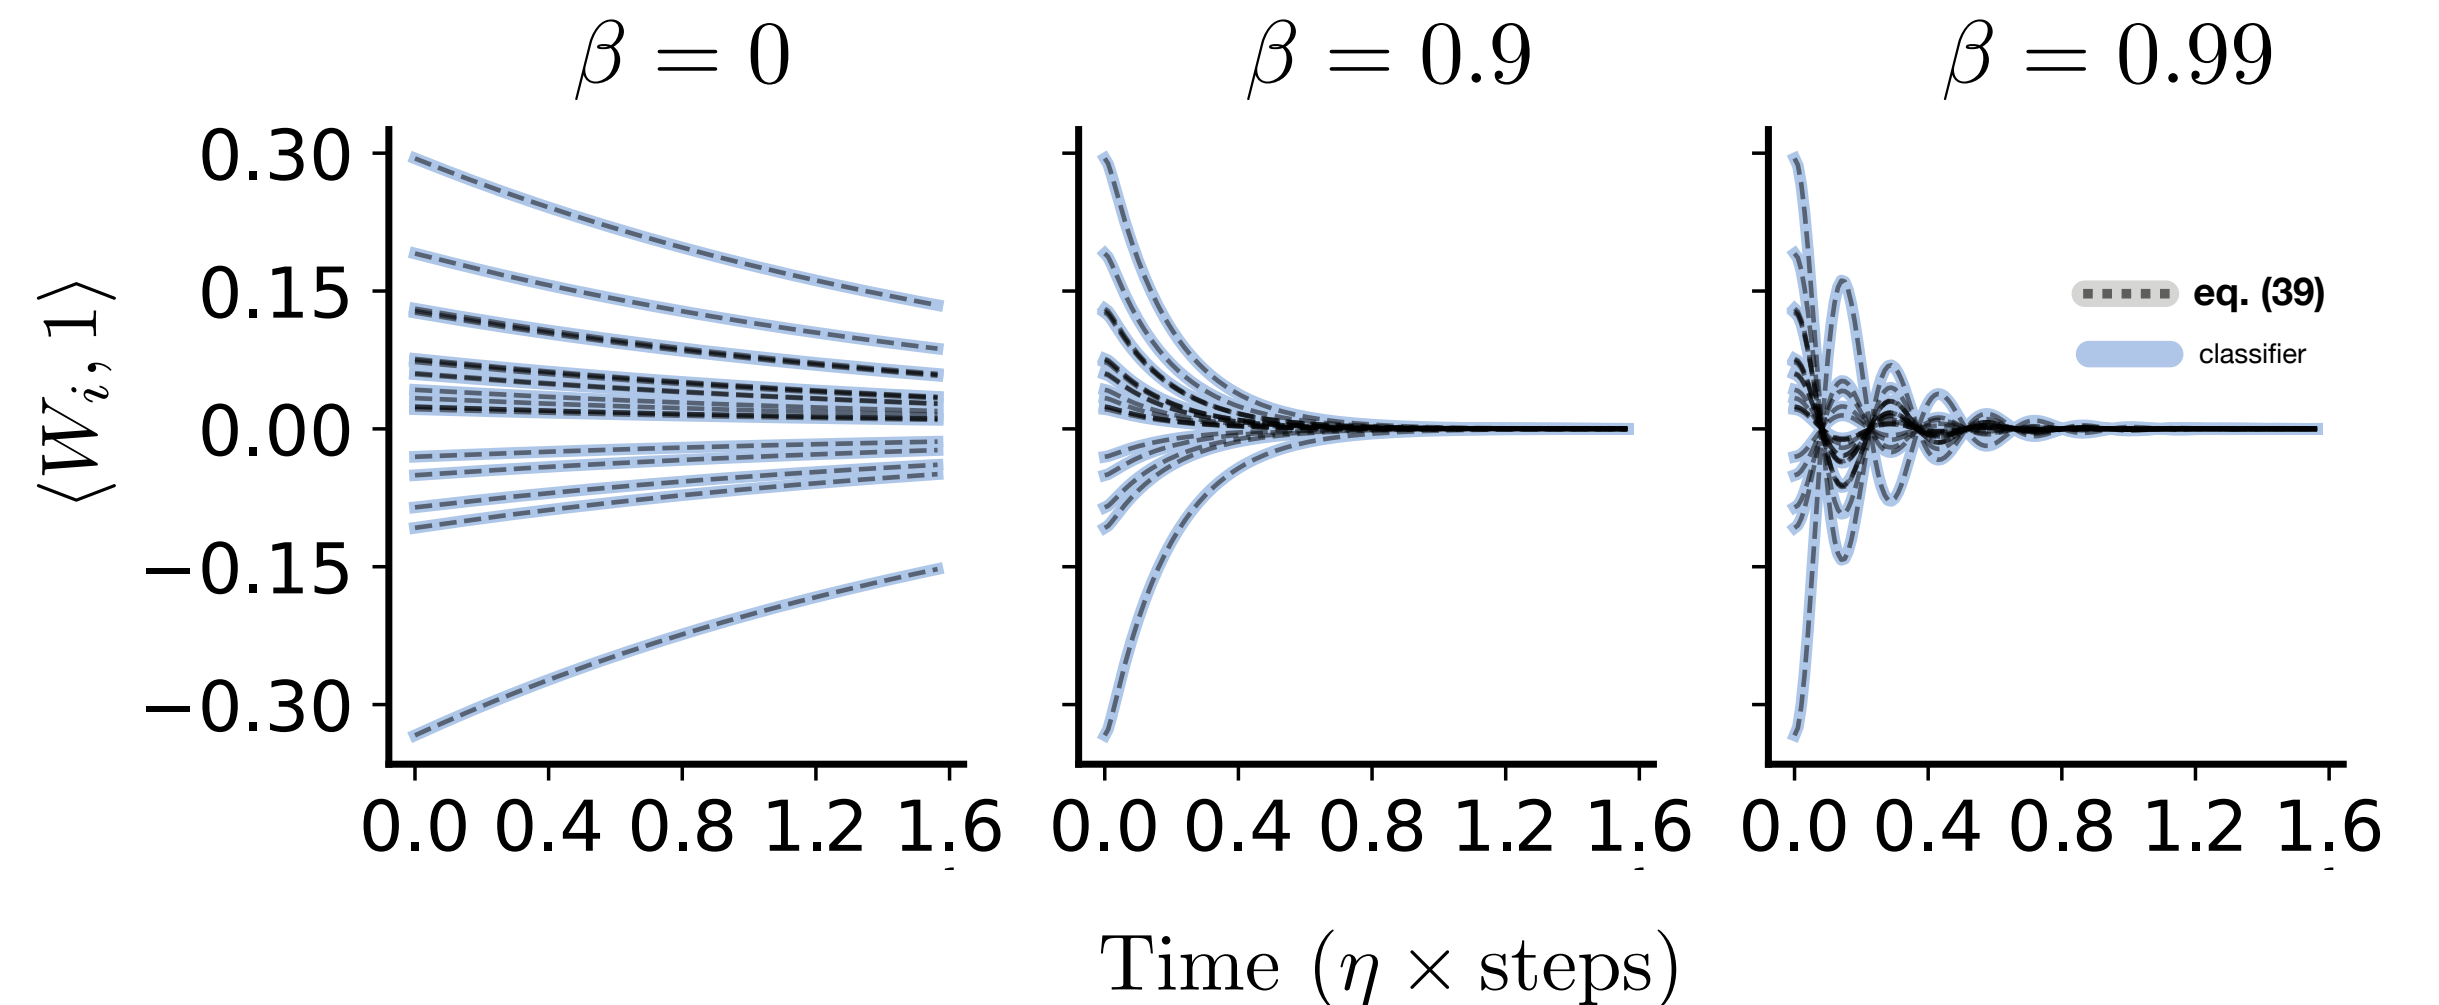 β = 0
β = 0.9
β = 0.99
⟨W_i, 1⟩
0.30
0.15
0.00
−0.15
−0.30
eq. (39)
classifier
0.0 0.4 0.8 1.2 1.6
0.0 0.4 0.8 1.2 1.6
0.0 0.4 0.8 1.2 1.6
Time (η × steps)